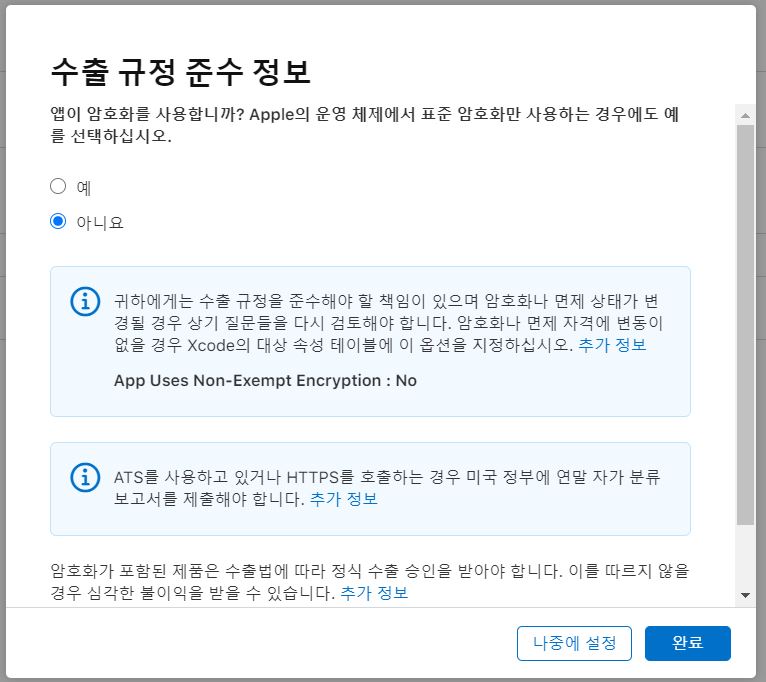 수출 규정 준수 정보
앱이 암호화를 사용합니까? Apple의 운영 체제에서 표준 암호화만 사용하는 경우에도 예
를 선택하십시오.
예
아니요
귀하에게는 수출 규정을 준수해야 할 책임이 있으며 암호화나 면제 상태가 변
경될 경우 상기 질문들을 다시 검토해야 합니다. 암호화나 면제 자격에 변동이
없을 경우 Xcode의 대상 속성 테이블에 이 옵션을 지정하십시오. 추가 정보
App Uses Non-Exempt Encryption : No
ATS를 사용하고 있거나 HTTPS를 호출하는 경우 미국 정부에 연말 자가 분류
보고서를 제출해야 합니다. 추가 정보
암호화가 포함된 제품은 수출법에 따라 정식 수출 승인을 받아야 합니다. 이를 따르지 않을
경우 심각한 불이익을 받을 수 있습니다. 추가 정보
나중에 설정
완료